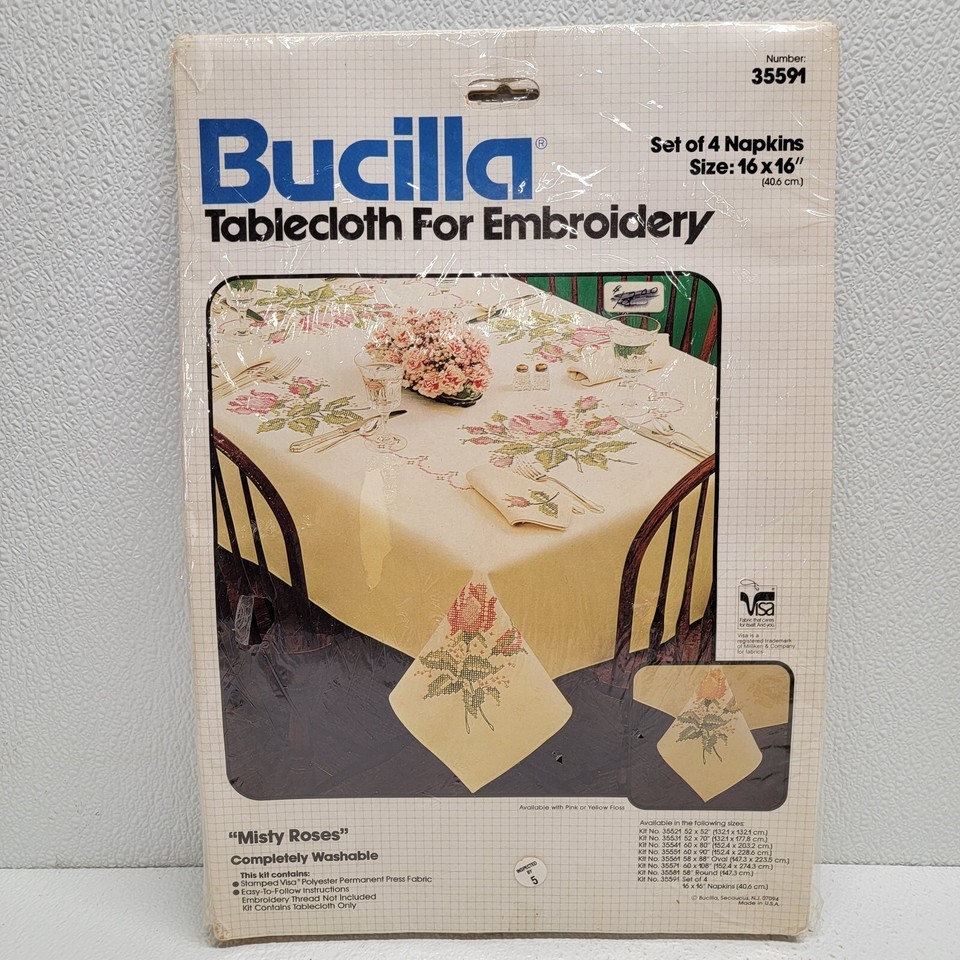 Number:
35591
Bucilla®
Set of 4 Napkins
Size: 16 x 16"
(40.6 cm.)
Tablecloth For Embroidery
Visa
Fabric that cares
for itself. And you.
Visa is a
registered trademark
of Milliken & Company
for fabrics
Available with Pink or Yellow Floss
"Misty Roses"
Completely Washable
This kit contains:
● Stamped Visa® Polyester Permanent Press Fabric
● Easy-To-Follow Instructions
Embroidery Thread Not Included
Kit Contains Tablecloth Only
INSPECTED
BY
5
Available in the following sizes:
Kit No. 35521 52 x 52" (132.1 x 132.1 cm.)
Kit No. 35531 52 x 70" (132.1 x 177.8 cm.)
Kit No. 35541 60 x 80" (152.4 x 203.2 cm.)
Kit No. 35551 60 x 90" (152.4 x 228.6 cm.)
Kit No. 35561 58 x 88" Oval (147.3 x 223.5 cm.)
Kit No. 35571 60 x 108" (152.4 x 274.3 cm.)
Kit No. 35581 58" Round (147.3 cm.)
Kit No. 35591 Set of 4
16 x 16" Napkins (40.6 cm.)
© Bucilla, Secaucus, N.J. 07094
Made in U.S.A.